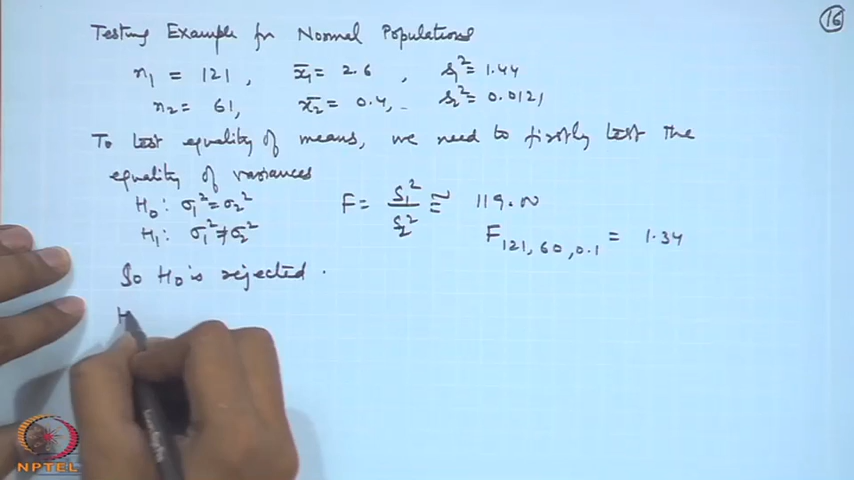 16
Testing Example for Normal Populations
n₁ = 121, x̄₁ = 2.6, s₁² = 1.44
n₂ = 61, x̄₂ = 0.4, s₂² = 0.0121
To test equality of means, we need to firstly test the
equality of variances
H₀: σ₁² = σ₂² F = S₁²/S₂² ≅ 119.
H₁: σ₁² ≠ σ₂² F₁₂₁,₆₀,₀.₁ = 1.34
So H₀ is rejected.
H
NPTEL